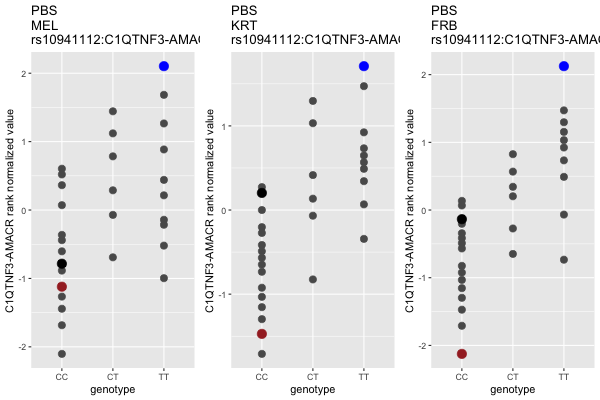 PBS
MEL
rs10941112:C1QTNF3-AMAC
C1QTNF3-AMACR rank normalized value
2
1
0
-1
-2
CC CT TT
genotype
PBS
KRT
rs10941112:C1QTNF3-AMAC
C1QTNF3-AMACR rank normalized value
1
0
-1
CC CT TT
genotype
PBS
FRB
rs10941112:C1QTNF3-AMAC
C1QTNF3-AMACR rank normalized value
2
1
0
-1
-2
CC CT TT
genotype